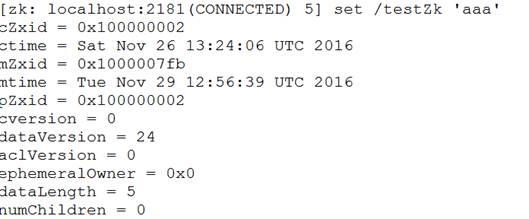 [zk: localhost:2181(CONNECTED) 5] set /testZk 'aaa'
cZxid = 0x100000002
ctime = Sat Nov 26 13:24:06 UTC 2016
mZxid = 0x1000007fb
mtime = Tue Nov 29 12:56:39 UTC 2016
pZxid = 0x100000002
cversion = 0
dataVersion = 24
aclVersion = 0
ephemeralOwner = 0x0
dataLength = 5
numChildren = 0